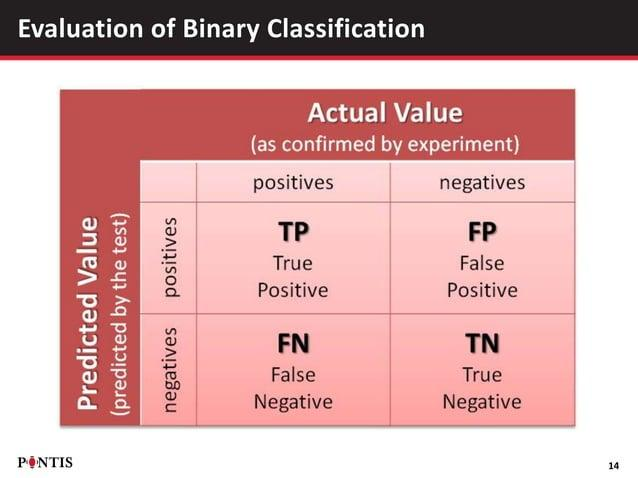 Evaluation of Binary Classification
Actual Value
(as confirmed by experiment)
positives negatives
Predicted Value
(predicted by the test)
positives
TP FP
True False
Positive Positive
negatives
FN TN
False True
Negative Negative
PONTIS
14